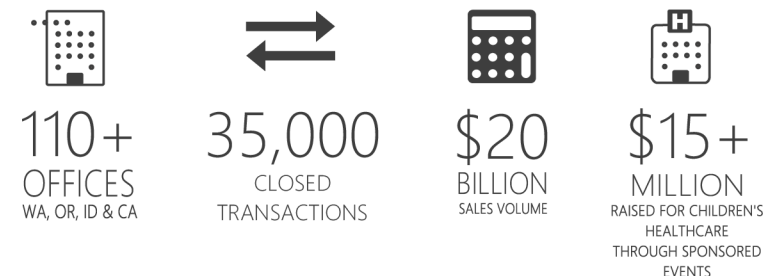 110+
OFFICES
WA, OR, ID & CA
35,000
CLOSED
TRANSACTIONS
$20
BILLION
SALES VOLUME
H
$15+
MILLION
RAISED FOR CHILDREN'S
HEALTHCARE
THROUGH SPONSORED
EVENTS